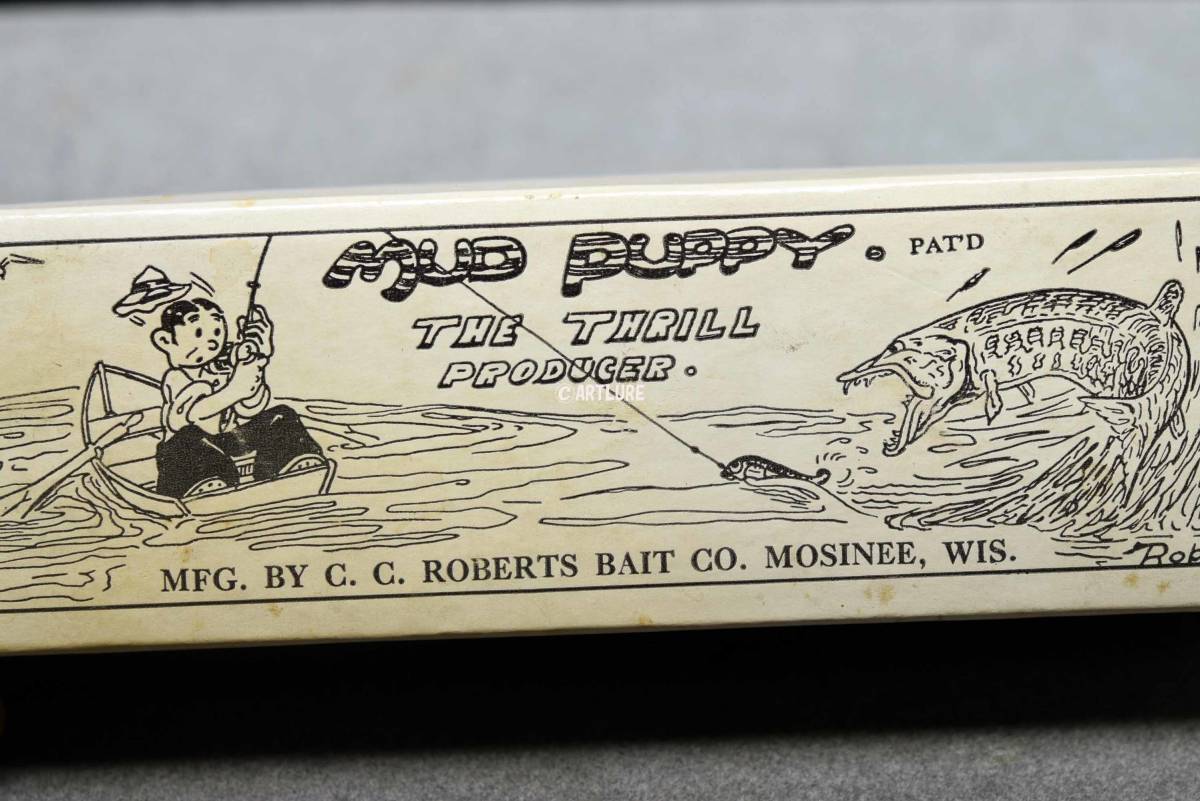 MUD PUPPY. PAT'D
THE THRILL
PRODUCER.
© ARTLURE
MFG. BY C. C. ROBERTS BAIT CO. MOSINEE, WIS.